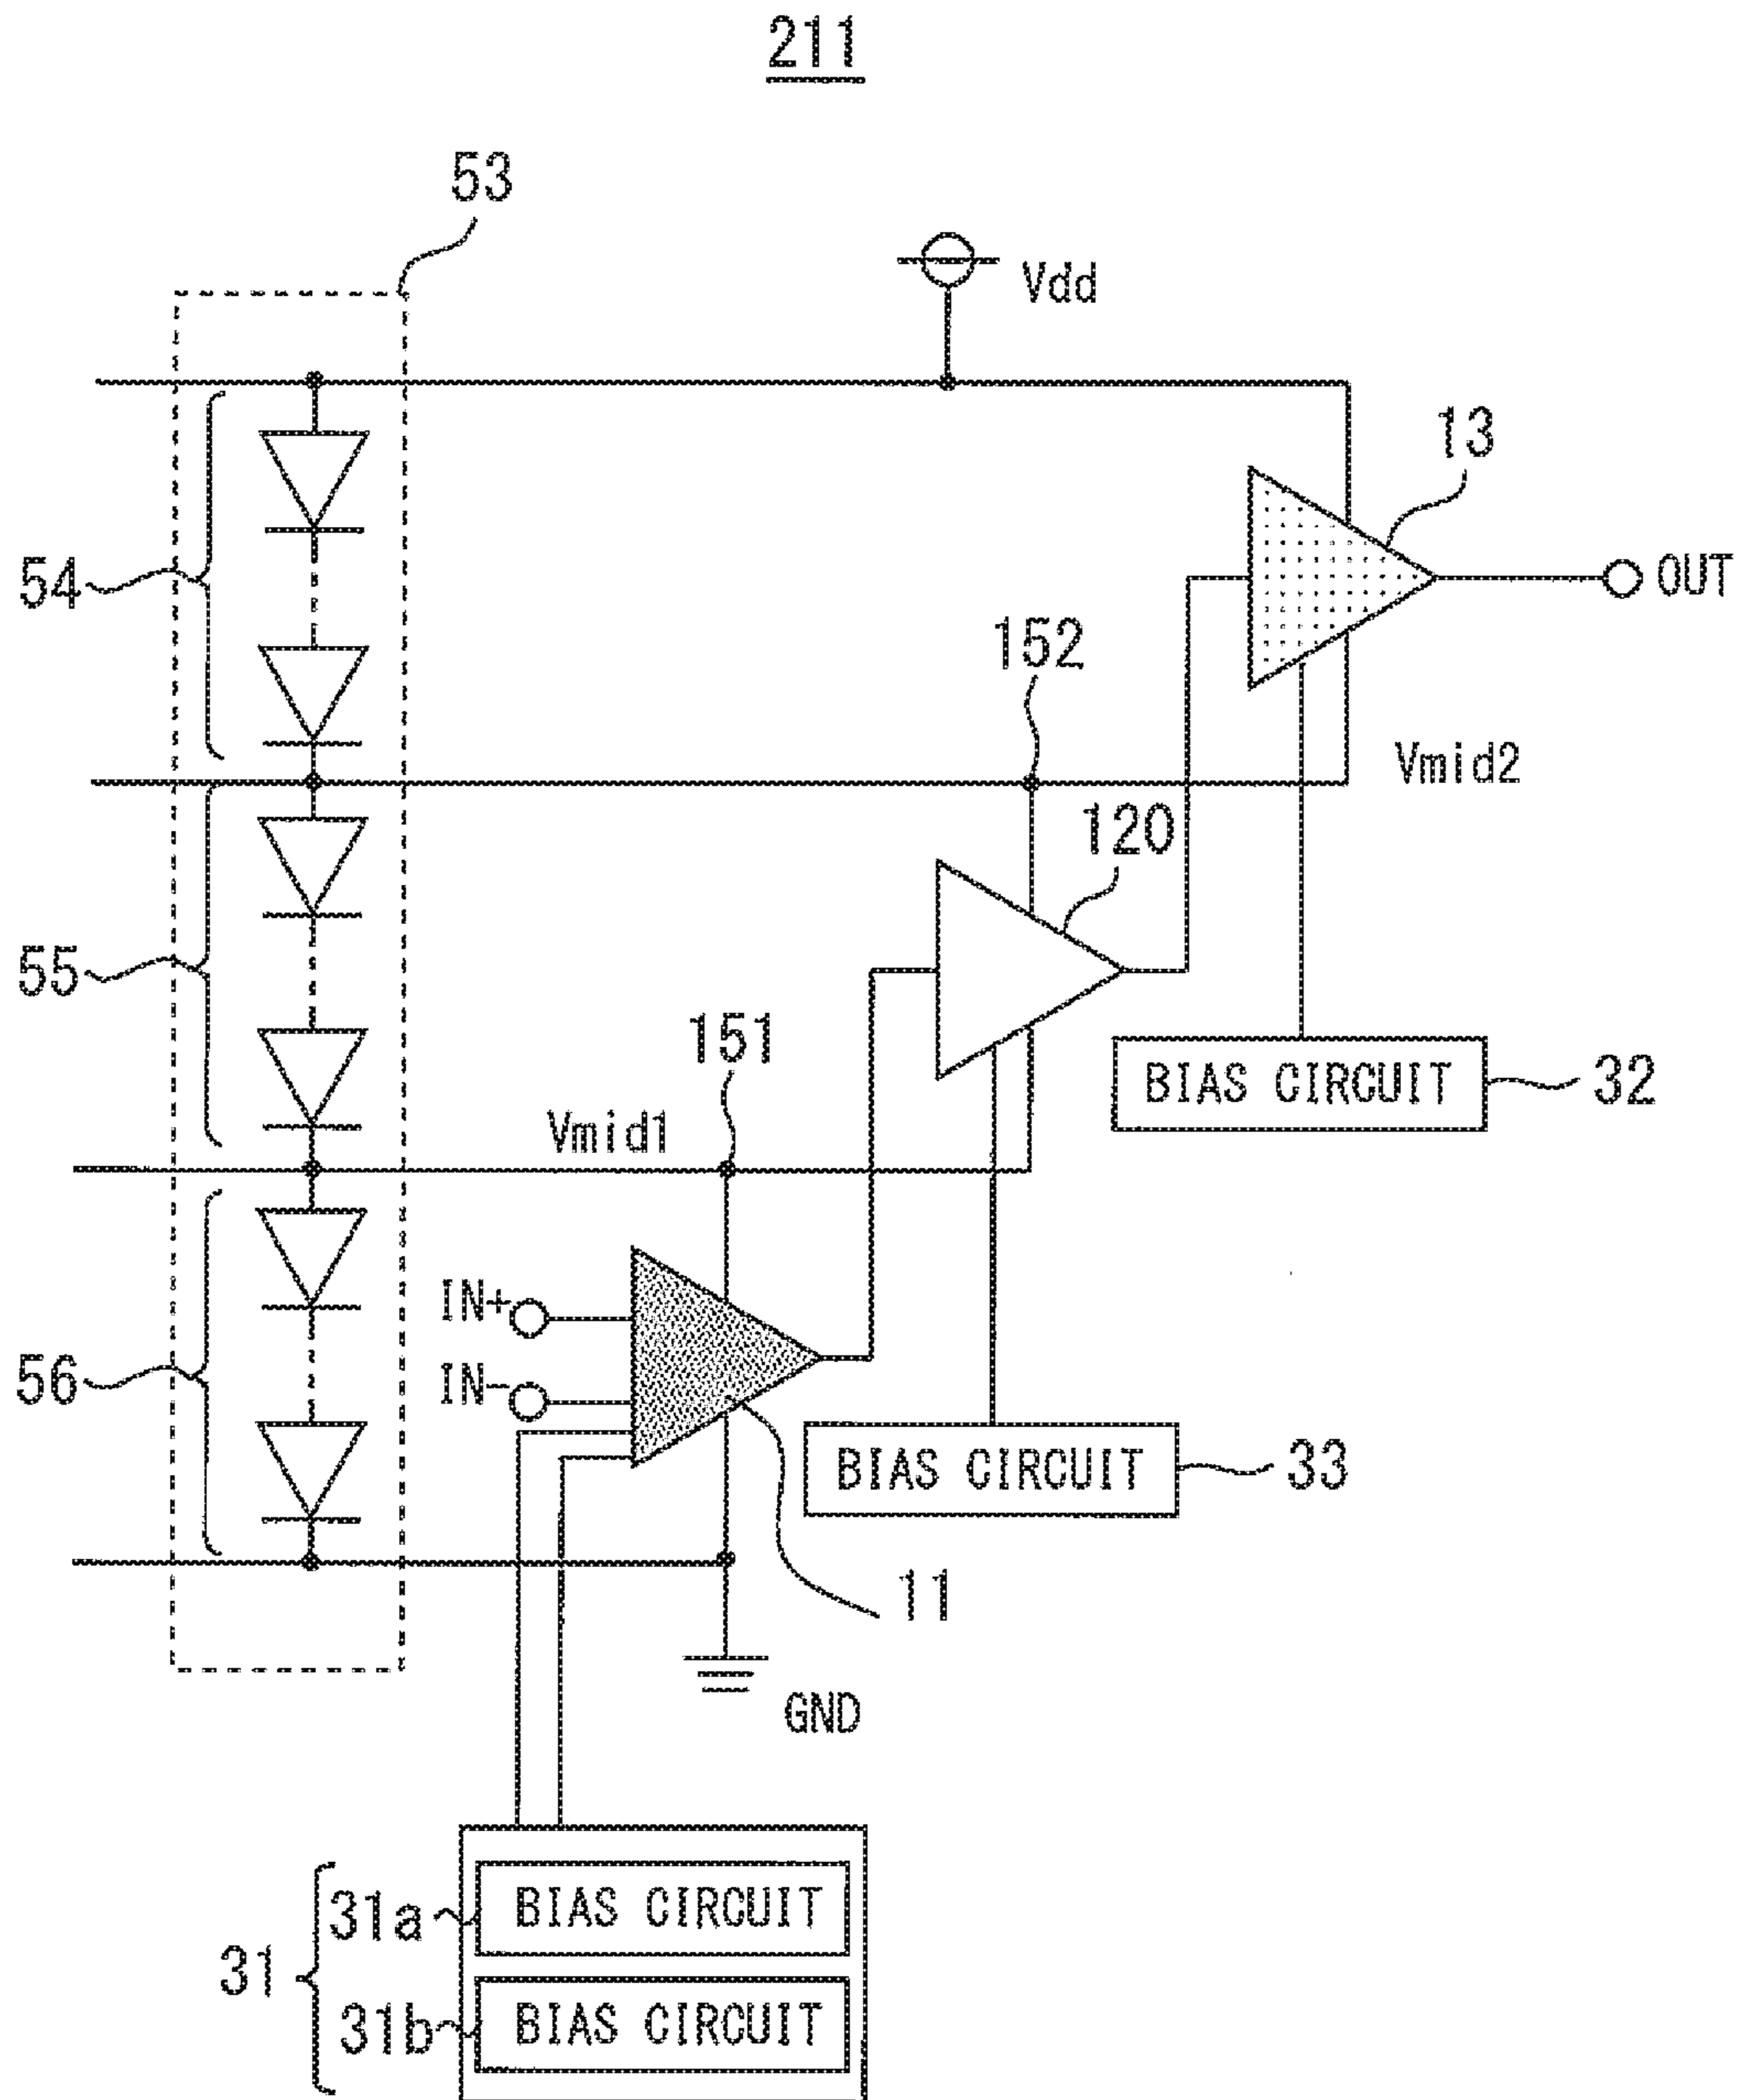 211
53
Vdd
13
54
OUT
152
Vmid2
120
55
151
BIAS CIRCUIT
32
Vmid1
IN+
56
IN-
BIAS CIRCUIT
33
11
GND
31a
BIAS CIRCUIT
31
31b
BIAS CIRCUIT